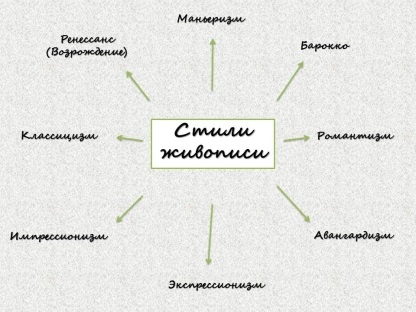 Маньеризм
Ренессанс
(Возрождение)
Барокко
Классицизм
Стили
живописи
Романтизм
Импрессионизм
Авангардизм
Экспрессионизм